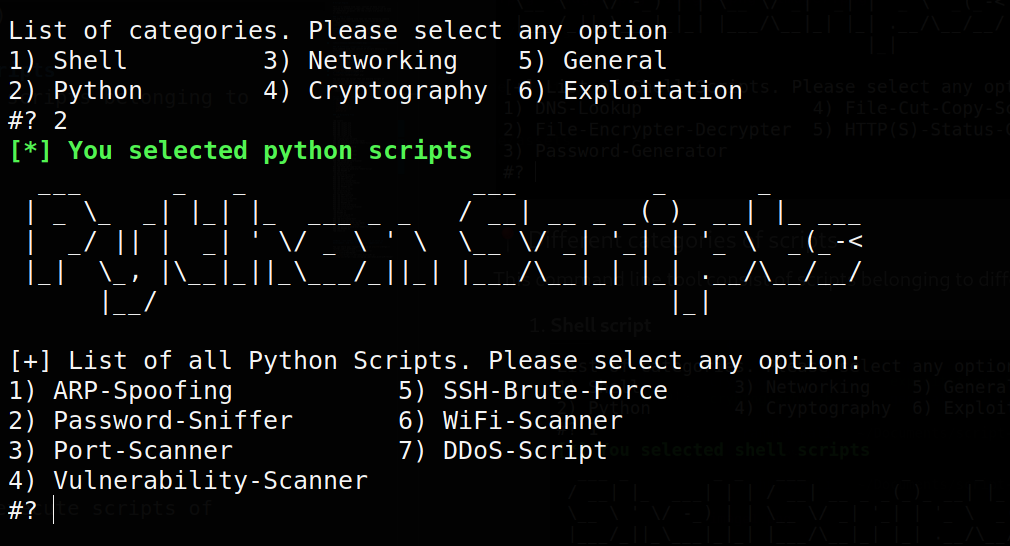 List of categories. Please select any option
1) Shell 3) Networking 5) General
2) Python 4) Cryptography 6) Exploitation
#? 2
[*] You selected python scripts
Python Scripts
[+] List of all Python Scripts. Please select any option:
1) ARP-Spoofing 5) SSH-Brute-Force
2) Password-Sniffer 6) WiFi-Scanner
3) Port-Scanner 7) DDoS-Script
4) Vulnerability-Scanner
#?